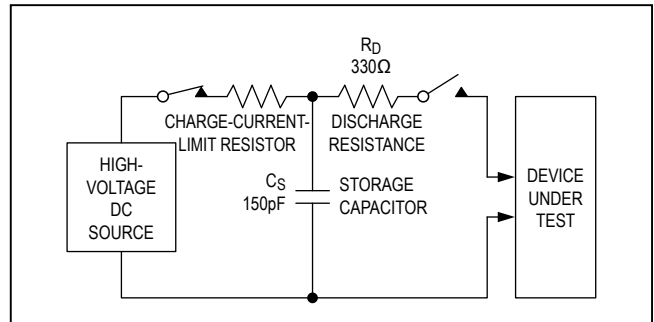 R_D
330Ω
CHARGE-CURRENT-
LIMIT RESISTOR
DISCHARGE
RESISTANCE
HIGH-
VOLTAGE
DC
SOURCE
C_S
150pF
STORAGE
CAPACITOR
DEVICE
UNDER
TEST